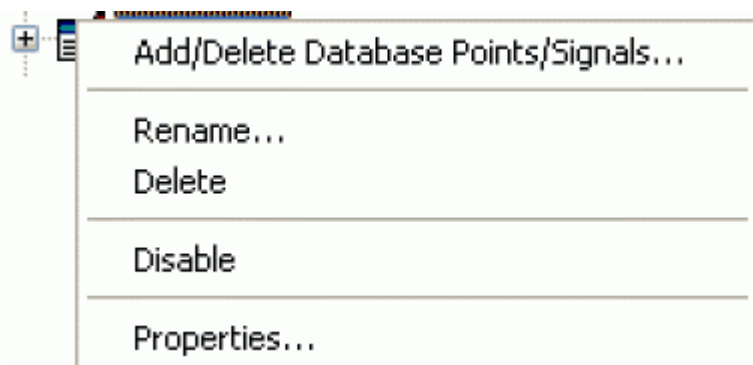 Add/Delete Database Points/Signals...
Rename...
Delete
Disable
Properties...